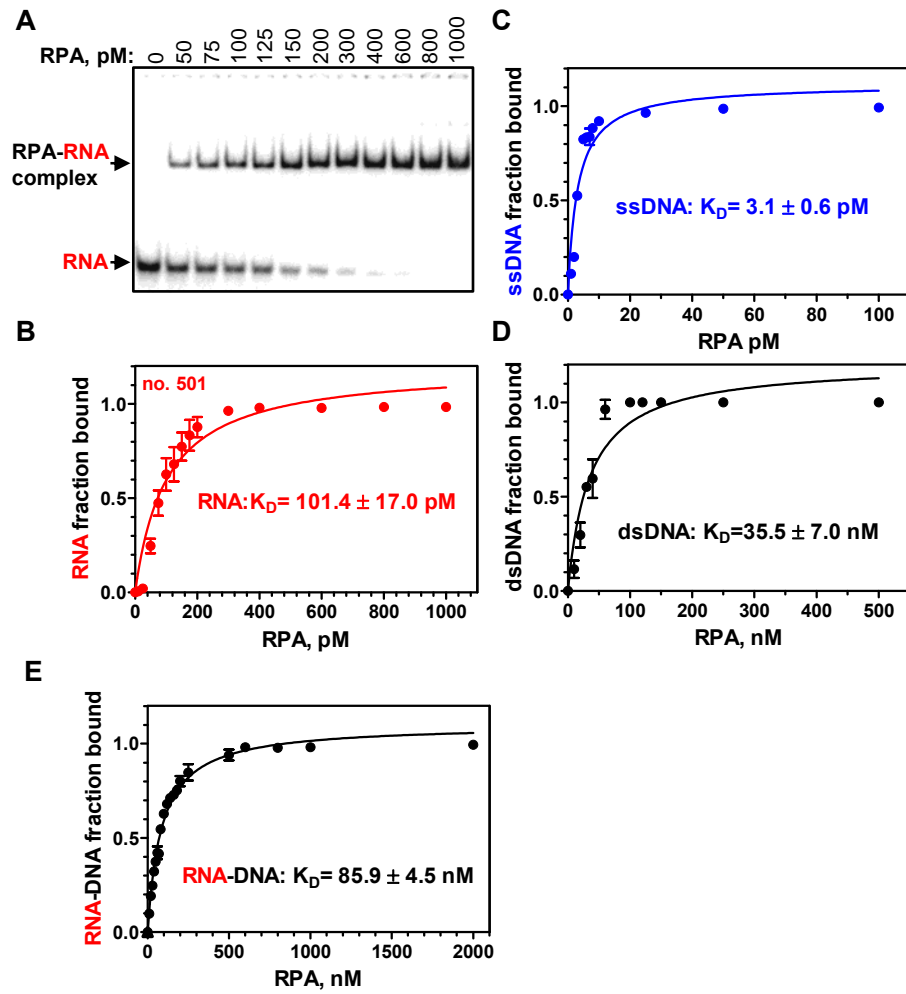 A
RPA, pM: 0 50 75 100 125 150 200 300 400 600 800 1000
RPA-RNA
complex
RNA
B
no. 501
RNA fraction bound
1.0
0.5
0.0
RNA:KD= 101.4 ± 17.0 pM
0 200 400 600 800 1000
RPA, pM
C
ssDNA fraction bound
1.0
0.5
0.0
ssDNA: KD= 3.1 ± 0.6 pM
0 20 40 60 80 100
RPA pM
D
dsDNA fraction bound
1.0
0.5
0.0
dsDNA: KD=35.5 ± 7.0 nM
0 100 200 300 400 500
RPA, nM
E
RNA-DNA fraction bound
1.0
0.5
0.0
RNA-DNA: KD= 85.9 ± 4.5 nM
0 500 1000 1500 2000
RPA, nM